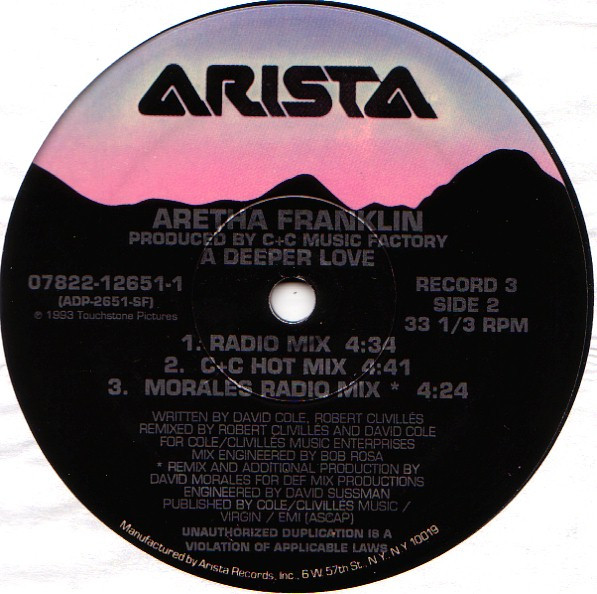 ARISTA
ARETHA FRANKLIN
PRODUCED BY C+C MUSIC FACTORY
A DEEPER LOVE
07822-12651-1
(ADP-2651-SF)
℗ 1993 Touchstone Pictures
RECORD 3
SIDE 2
33 1/3 RPM
1. RADIO MIX 4:34
2. C+C HOT MIX 4:41
3. MORALES RADIO MIX * 4:24
WRITTEN BY DAVID COLE, ROBERT CLIVILLÉS
REMIXED BY ROBERT CLIVILLÉS AND DAVID COLE
FOR COLE/CLIVILLÉS MUSIC ENTERPRISES
MIX ENGINEERED BY BOB ROSA
* REMIX AND ADDITIONAL PRODUCTION BY
DAVID MORALES FOR DEF MIX PRODUCTIONS
ENGINEERED BY DAVID SUSSMAN
PUBLISHED BY COLE/CLIVILLÉS MUSIC /
VIRGIN / EMI (ASCAP)
UNAUTHORIZED DUPLICATION IS A
VIOLATION OF APPLICABLE LAWS
Manufactured by Arista Records, Inc., 6 W. 57th St., N.Y., N.Y. 10019